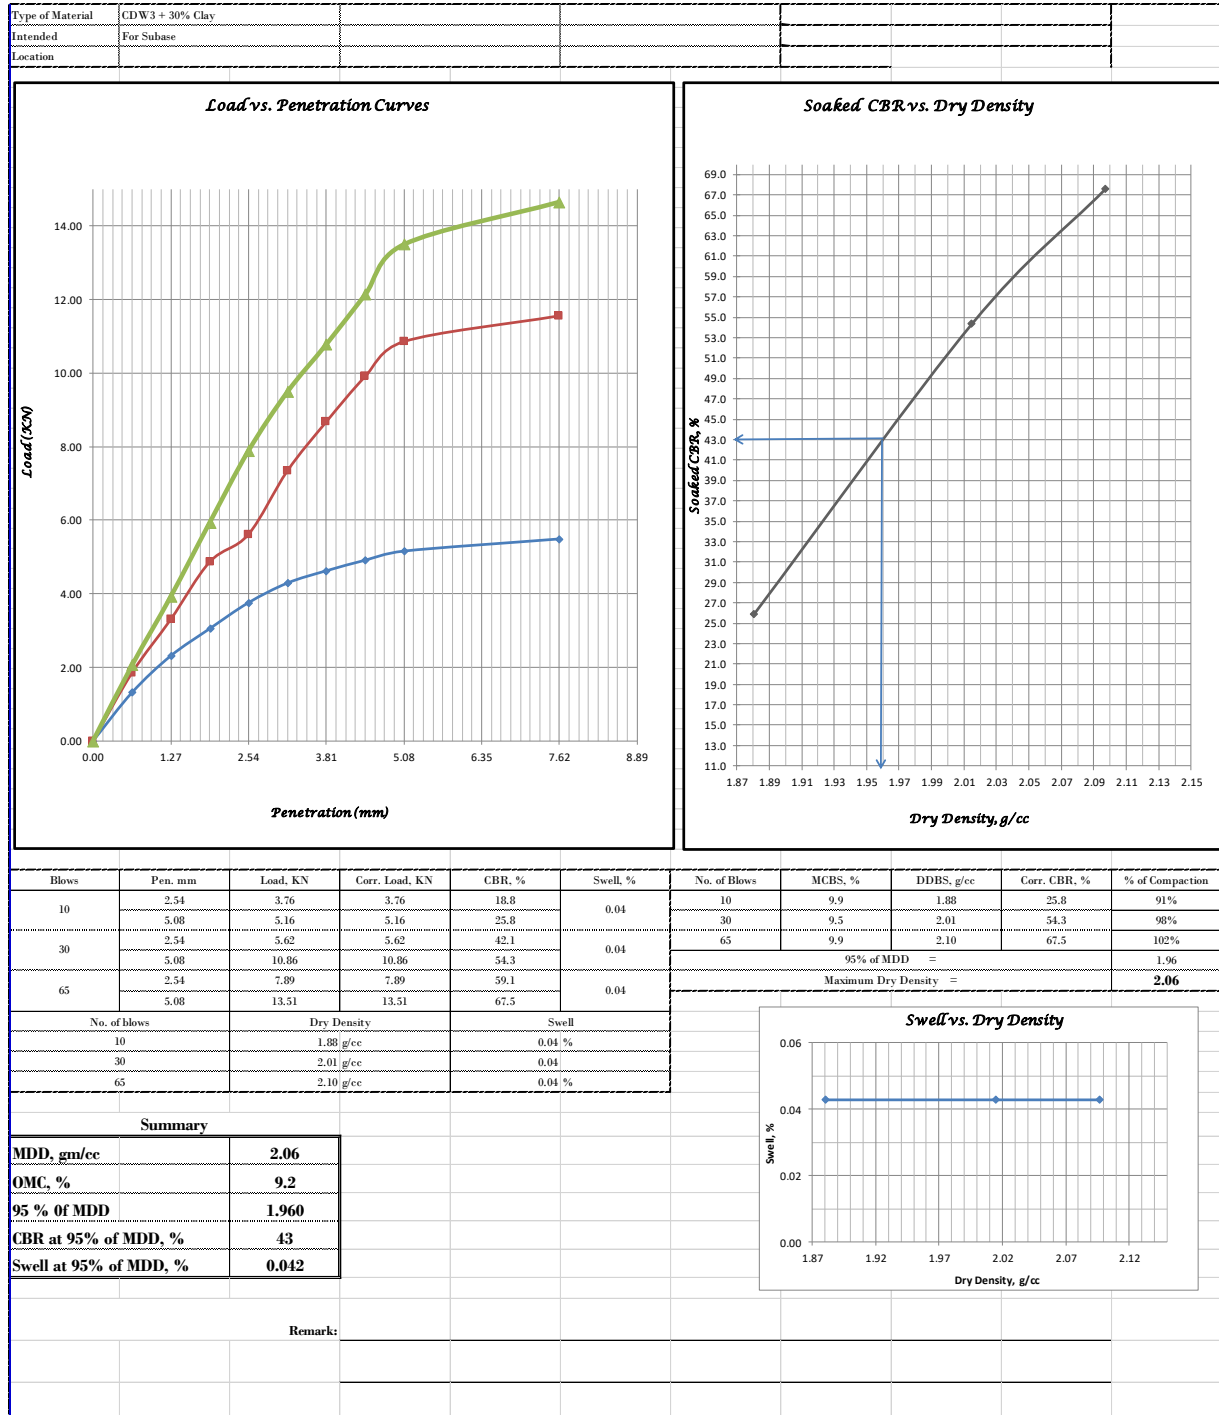 Type of Material CDW3 + 30% Clay
Intended For Subase
Location
Load vs. Penetration Curves
14.00
12.00
10.00
8.00
6.00
4.00
2.00
0.00
Load (KN)
0.00 1.27 2.54 3.81 5.08 6.35 7.62 8.89
Penetration (mm)
Soaked CBR vs. Dry Density
69.0
67.0
65.0
63.0
61.0
59.0
57.0
55.0
53.0
51.0
49.0
47.0
45.0
43.0
41.0
39.0
37.0
35.0
33.0
31.0
29.0
27.0
25.0
23.0
21.0
19.0
17.0
15.0
13.0
11.0
Soaked CBR, %
1.87 1.89 1.91 1.93 1.95 1.97 1.99 2.01 2.03 2.05 2.07 2.09 2.11 2.13 2.15
Dry Density, g/cc
Blows Pen. mm Load, KN Corr. Load, KN CBR, % Swell, %
10 2.54 3.76 3.76 18.8 0.04
5.08 5.16 5.16 25.8
30 2.54 5.62 5.62 42.1 0.04
5.08 10.86 10.86 54.3
65 2.54 7.89 7.89 59.1 0.04
5.08 13.51 13.51 67.5
No. of blows Dry Density Swell
10 1.88 g/cc 0.04 %
30 2.01 g/cc 0.04
65 2.10 g/cc 0.04 %
No. of Blows MCBS, % DDBS, g/cc Corr. CBR, % % of Compaction
10 9.9 1.88 25.8 91%
30 9.5 2.01 54.3 98%
65 9.9 2.10 67.5 102%
95% of MDD = 1.96
Maximum Dry Density = 2.06
Swell vs. Dry Density
0.06
0.04
0.02
0.00
Swell, %
1.87 1.92 1.97 2.02 2.07 2.12
Dry Density, g/cc
Summary
MDD, gm/cc 2.06
OMC, % 9.2
95 % 0f MDD 1.960
CBR at 95% of MDD, % 43
Swell at 95% of MDD, % 0.042
Remark: